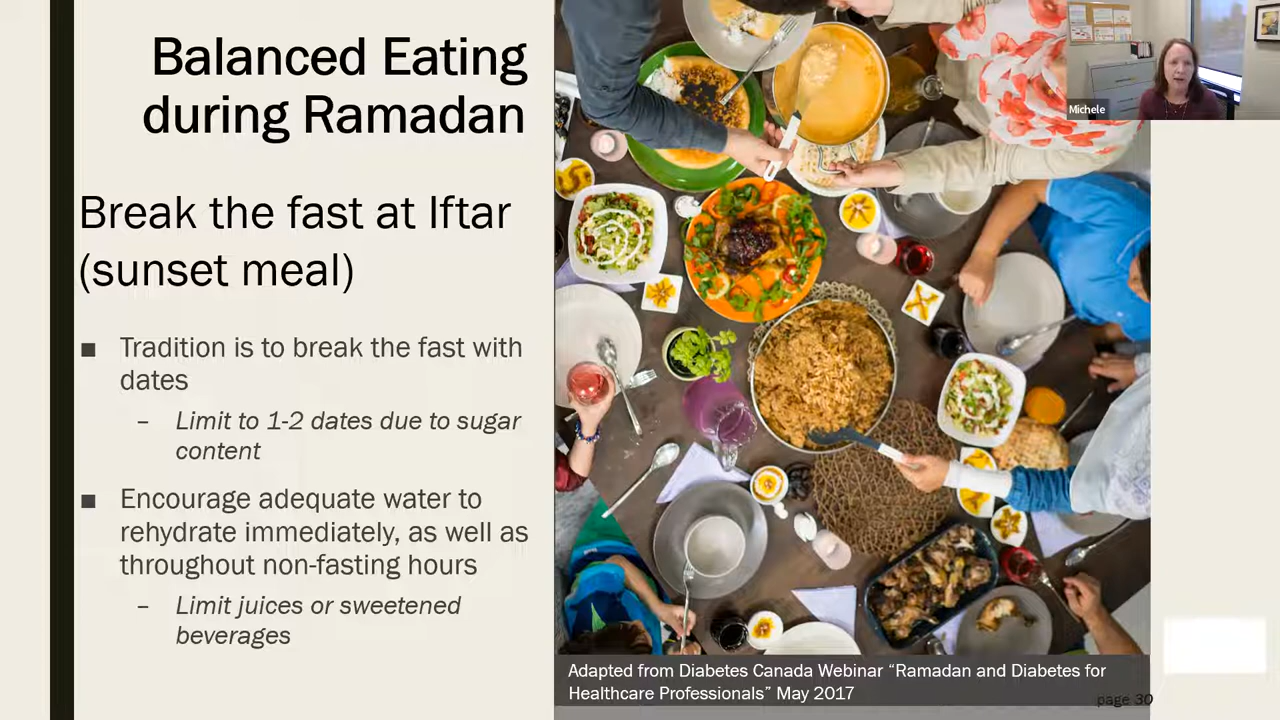 Balanced Eating
during Ramadan
Break the fast at Iftar
(sunset meal)
■ Tradition is to break the fast with
dates
– Limit to 1-2 dates due to sugar
content
■ Encourage adequate water to
rehydrate immediately, as well as
throughout non-fasting hours
– Limit juices or sweetened
beverages
Michele
Adapted from Diabetes Canada Webinar “Ramadan and Diabetes for
Healthcare Professionals” May 2017
page 30